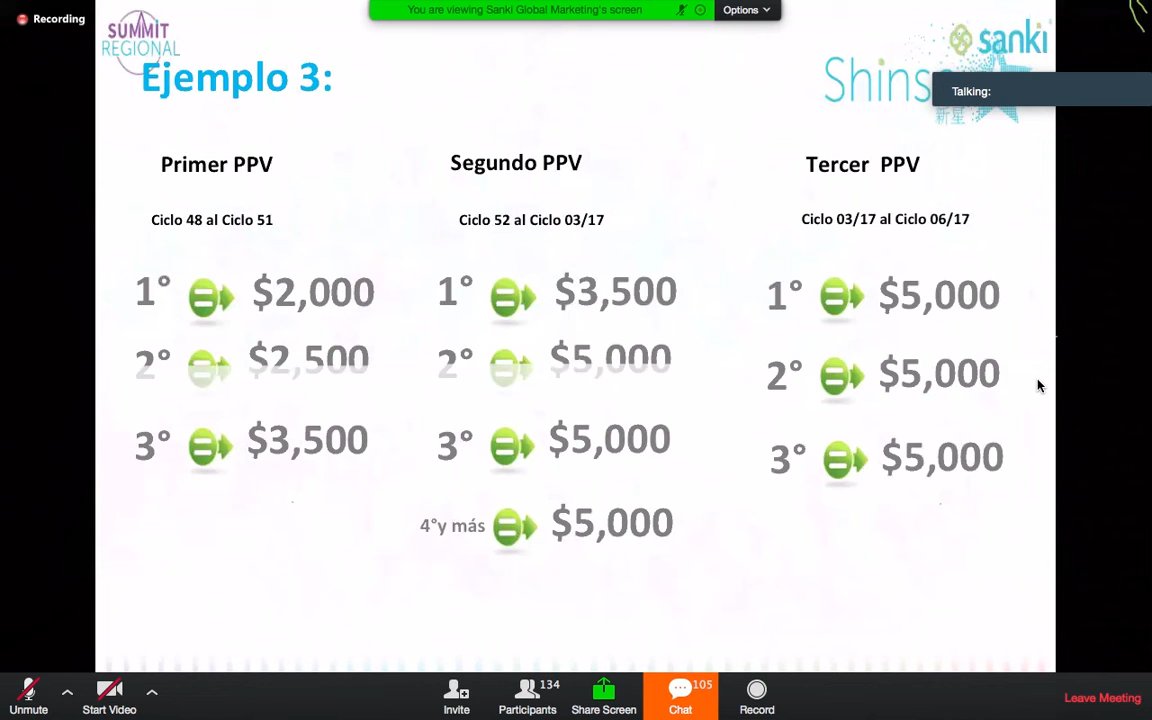 Recording
You are viewing Sanki Global Marketing's screen
Options
SUMMIT
REGIONAL
sanki
Ejemplo 3:
Talking:
新星
Primer PPV
Segundo PPV
Tercer PPV
Ciclo 48 al Ciclo 51
Ciclo 52 al Ciclo 03/17
Ciclo 03/17 al Ciclo 06/17
1° = $2,000
1° = $3,500
1° = $5,000
2° = $2,500
2° = $5,000
2° = $5,000
3° = $3,500
3° = $5,000
3° = $5,000
4°y más = $5,000
134
105
Unmute
Start Video
Invite
Participants
Share Screen
Chat
Record
Leave Meeting